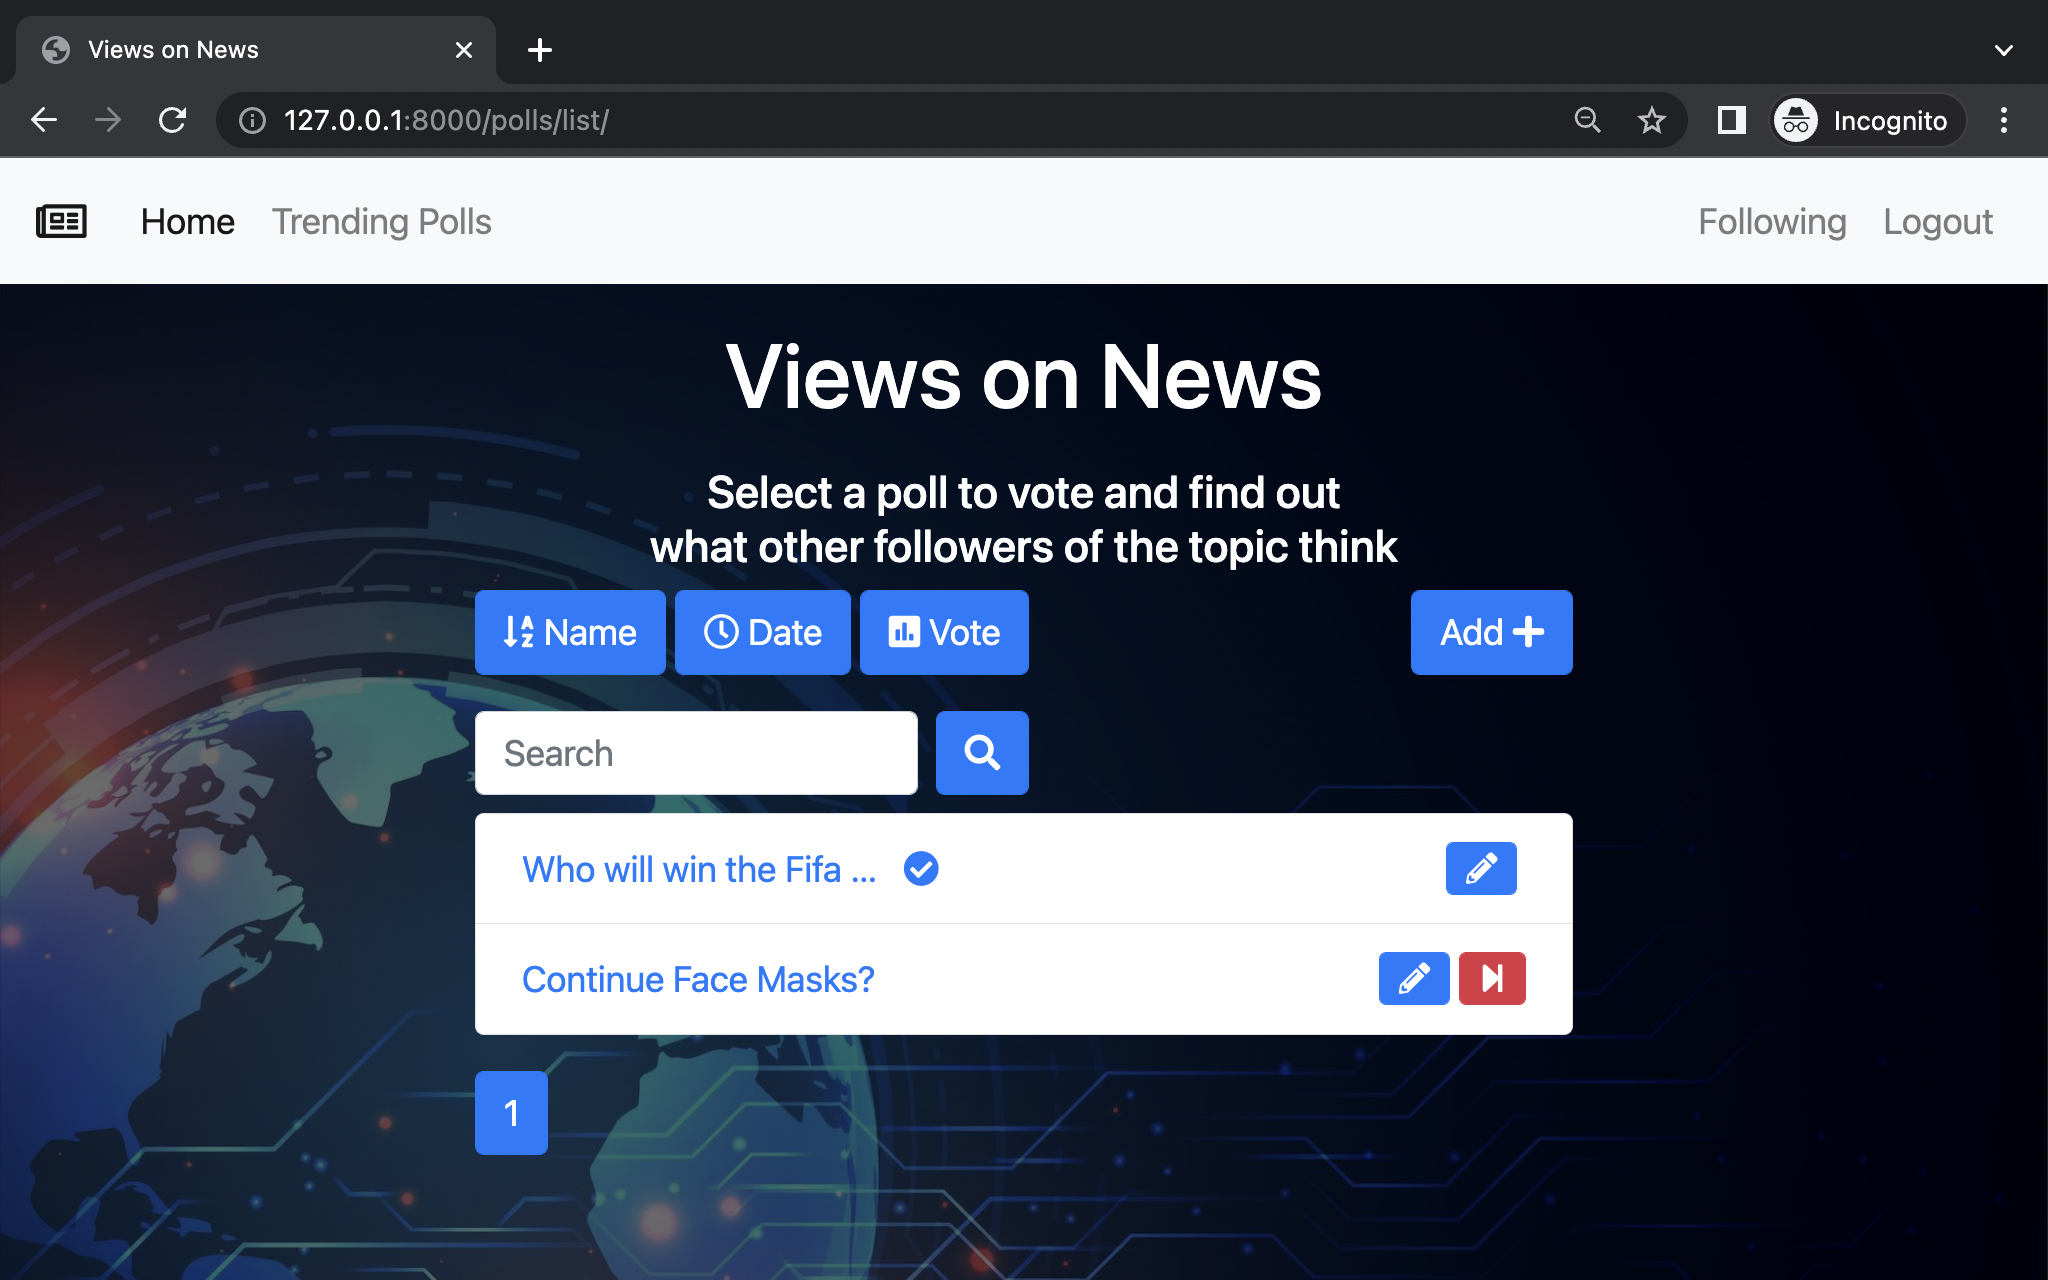 Views on News
127.0.0.1:8000/polls/list/
Incognito
Home
Trending Polls
Following
Logout
Views on News
Select a poll to vote and find out
what other followers of the topic think
Name
Date
Vote
Add
Search
Who will win the Fifa ...
Continue Face Masks?
1